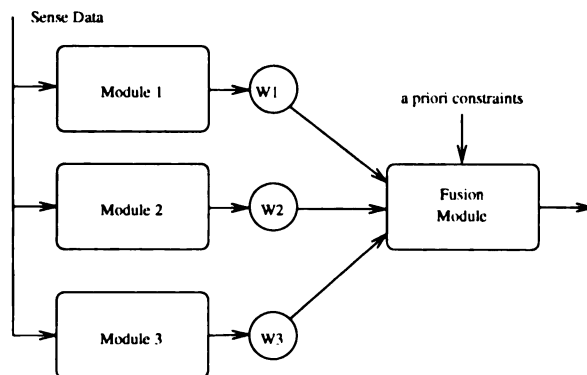 Sense Data
Module 1
W1
a priori constraints
Module 2
W2
Fusion
Module
Module 3
W3